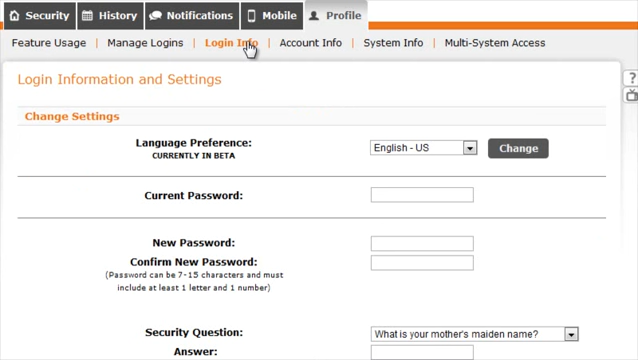 Security History Notifications Mobile Profile
Feature Usage | Manage Logins | Login Info | Account Info | System Info | Multi-System Access
?
Login Information and Settings
Change Settings
Language Preference: English - US Change
CURRENTLY IN BETA
Current Password:
New Password:
Confirm New Password:
(Password can be 7-15 characters and must
include at least 1 letter and 1 number)
Security Question: What is your mother's maiden name?
Answer: